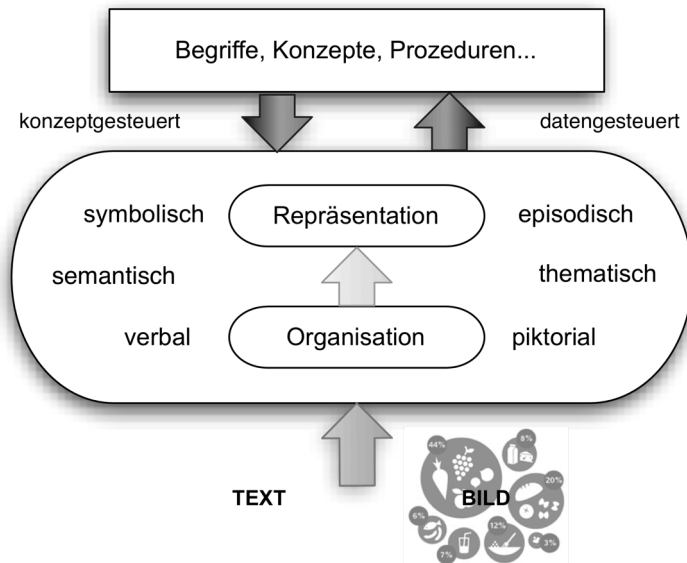 Begriffe, Konzepte, Prozeduren...
konzeptgesteuert
datengesteuert
symbolisch
Repräsentation
episodisch
semantisch
thematisch
verbal
Organisation
piktorial
TEXT
BILD
44%
8%
20%
6%
12%
3%
7%